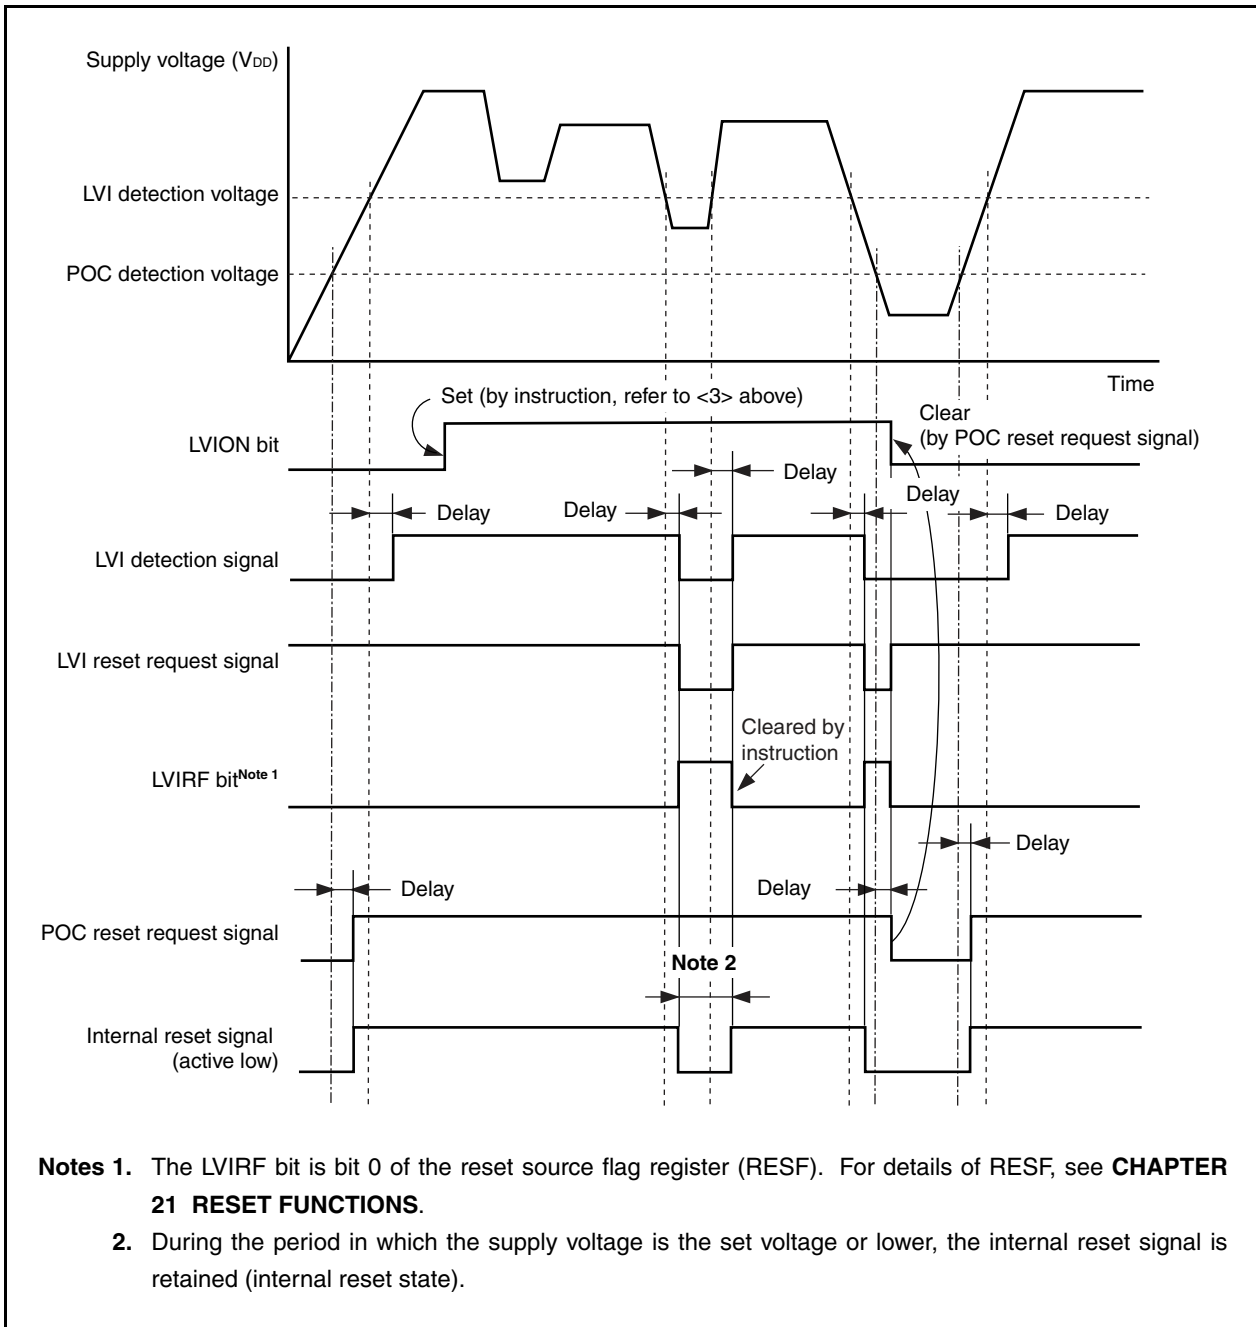 Supply voltage (VDD)
LVI detection voltage
POC detection voltage
Time
Set (by instruction, refer to <3> above)
Clear
(by POC reset request signal)
LVION bit
Delay
Delay
Delay
Delay
Delay
LVI detection signal
LVI reset request signal
Cleared by
instruction
LVIRF bitNote 1
Delay
Delay
Delay
POC reset request signal
Note 2
Internal reset signal
(active low)
Notes 1. The LVIRF bit is bit 0 of the reset source flag register (RESF). For details of RESF, see CHAPTER
21 RESET FUNCTIONS.
2. During the period in which the supply voltage is the set voltage or lower, the internal reset signal is
retained (internal reset state).